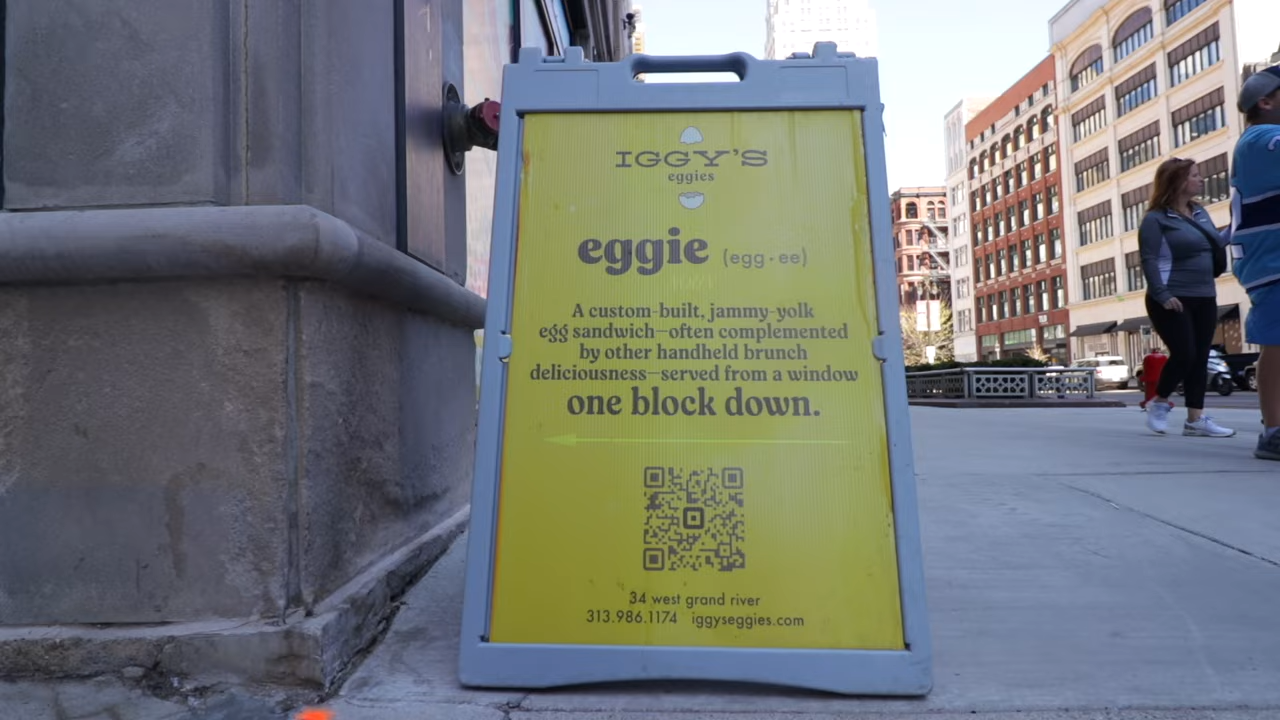 IGGY'S
eggies
eggie (egg·ee)
A custom-built, jammy-yolk
egg sandwich—often complemented
by other handheld brunch
deliciousness—served from a window
one block down.
34 west grand river
313.986.1174 iggyseggies.com